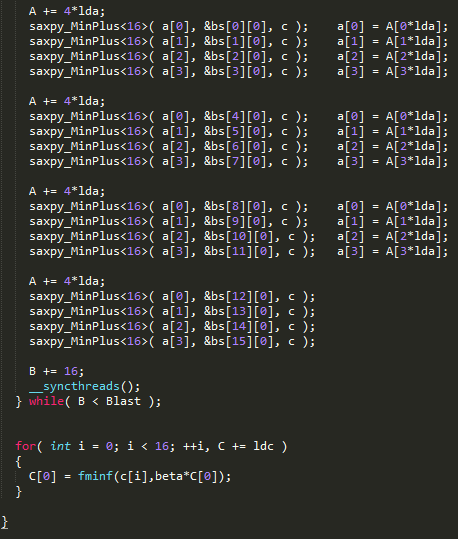 A += 4*lda;
saxpy_MinPlus<16>( a[0], &bs[0][0], c );    a[0] = A[0*lda];
saxpy_MinPlus<16>( a[1], &bs[1][0], c );    a[1] = A[1*lda];
saxpy_MinPlus<16>( a[2], &bs[2][0], c );    a[2] = A[2*lda];
saxpy_MinPlus<16>( a[3], &bs[3][0], c );    a[3] = A[3*lda];
A += 4*lda;
saxpy_MinPlus<16>( a[0], &bs[4][0], c );    a[0] = A[0*lda];
saxpy_MinPlus<16>( a[1], &bs[5][0], c );    a[1] = A[1*lda];
saxpy_MinPlus<16>( a[2], &bs[6][0], c );    a[2] = A[2*lda];
saxpy_MinPlus<16>( a[3], &bs[7][0], c );    a[3] = A[3*lda];
A += 4*lda;
saxpy_MinPlus<16>( a[0], &bs[8][0], c );    a[0] = A[0*lda];
saxpy_MinPlus<16>( a[1], &bs[9][0], c );    a[1] = A[1*lda];
saxpy_MinPlus<16>( a[2], &bs[10][0], c );   a[2] = A[2*lda];
saxpy_MinPlus<16>( a[3], &bs[11][0], c );   a[3] = A[3*lda];
A += 4*lda;
saxpy_MinPlus<16>( a[0], &bs[12][0], c );
saxpy_MinPlus<16>( a[1], &bs[13][0], c );
saxpy_MinPlus<16>( a[2], &bs[14][0], c );
saxpy_MinPlus<16>( a[3], &bs[15][0], c );
B += 16;
__syncthreads();
} while( B < Blast );
for( int i = 0; i < 16; ++i, C += ldc )
{
C[0] = fminf(c[i],beta*C[0]);
}
}